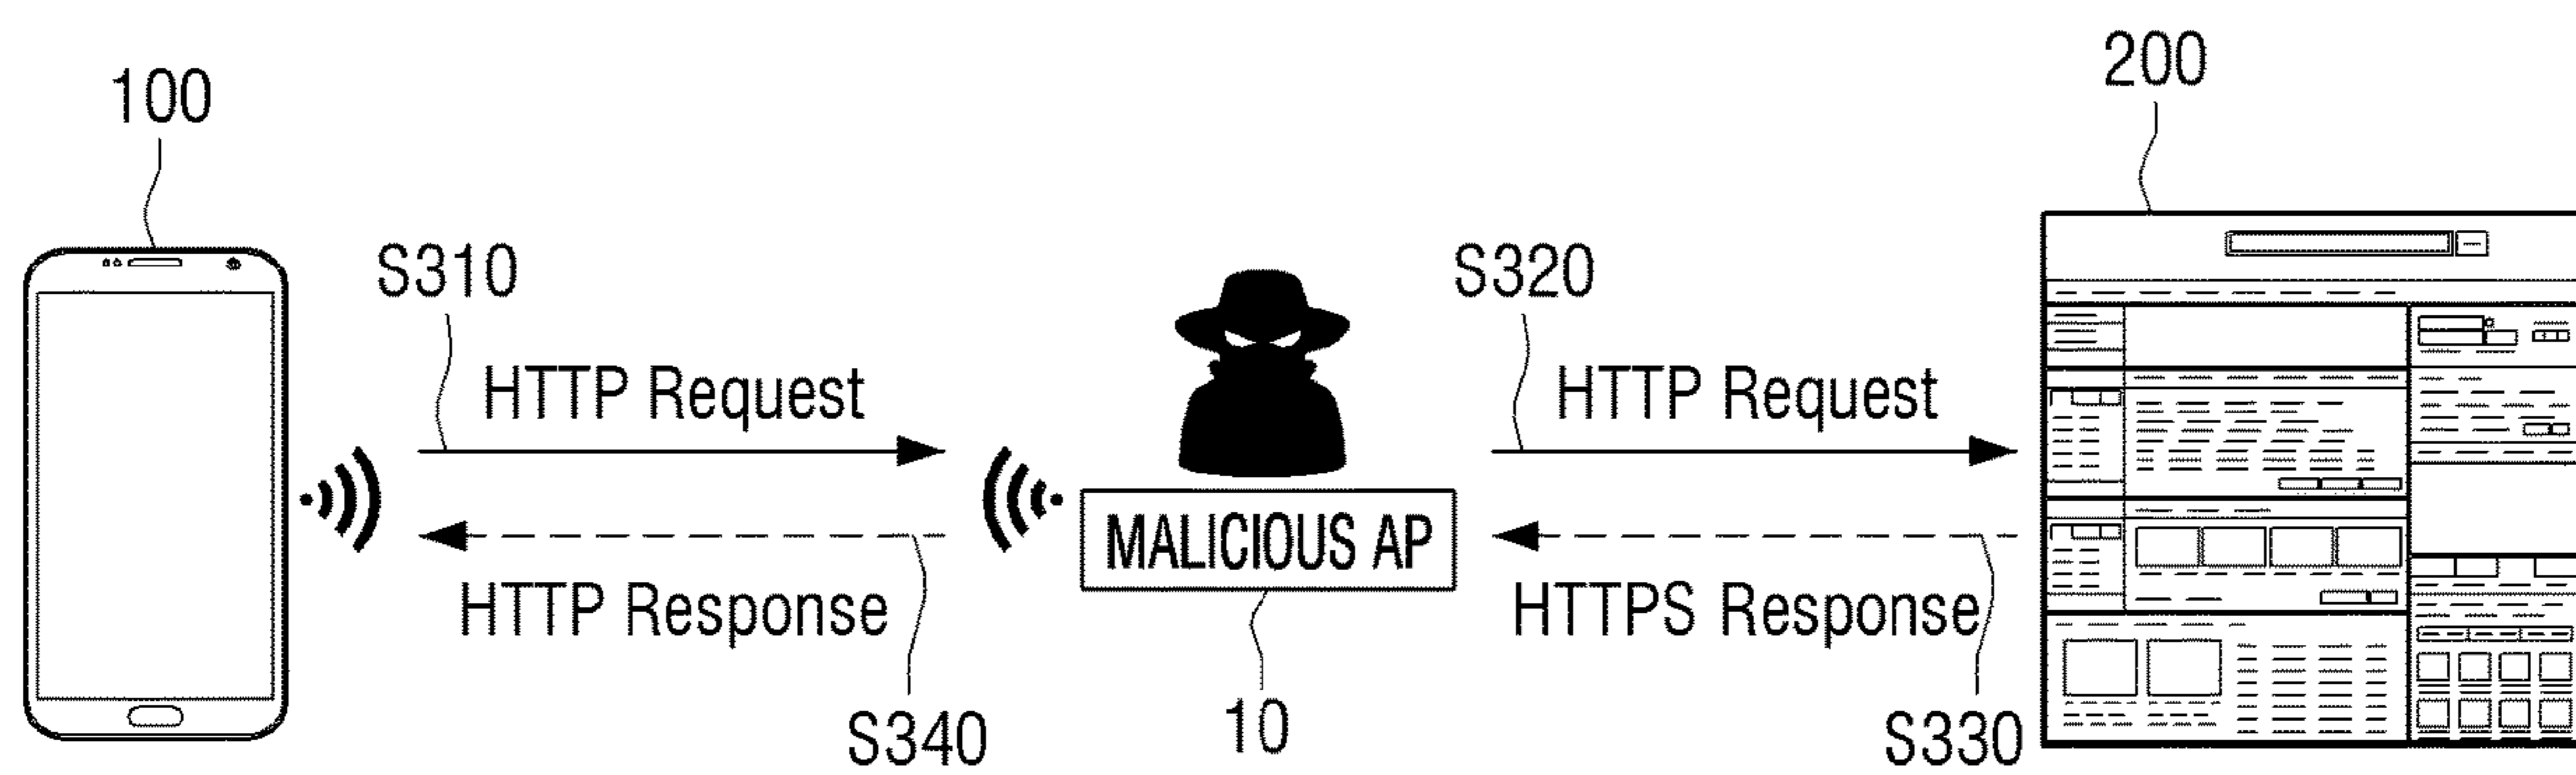 200
100
S310
S320
HTTP Request
HTTP Request
MALICIOUS AP
HTTP Response
HTTPS Response
S340
10
S330